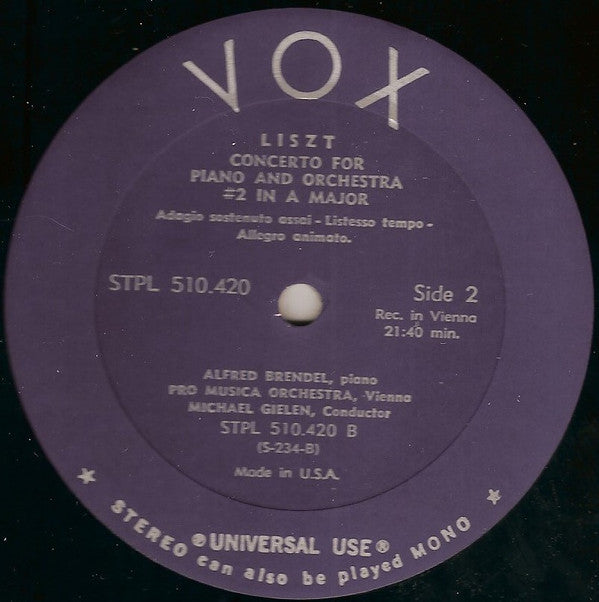 VOX
LISZT
CONCERTO FOR
PIANO AND ORCHESTRA
#2 IN A MAJOR
Adagio sostenuto assai - Listesso tempo -
Allegro animato.
STPL 510.420
Side 2
Rec. in Vienna
21:40 min.
ALFRED BRENDEL, piano
PRO MUSICA ORCHESTRA, Vienna
MICHAEL GIELEN, Conductor
STPL 510.420 B
(S-234-B)
Made in U.S.A.
®UNIVERSAL USE®
★ STEREO can also be played MONO ★